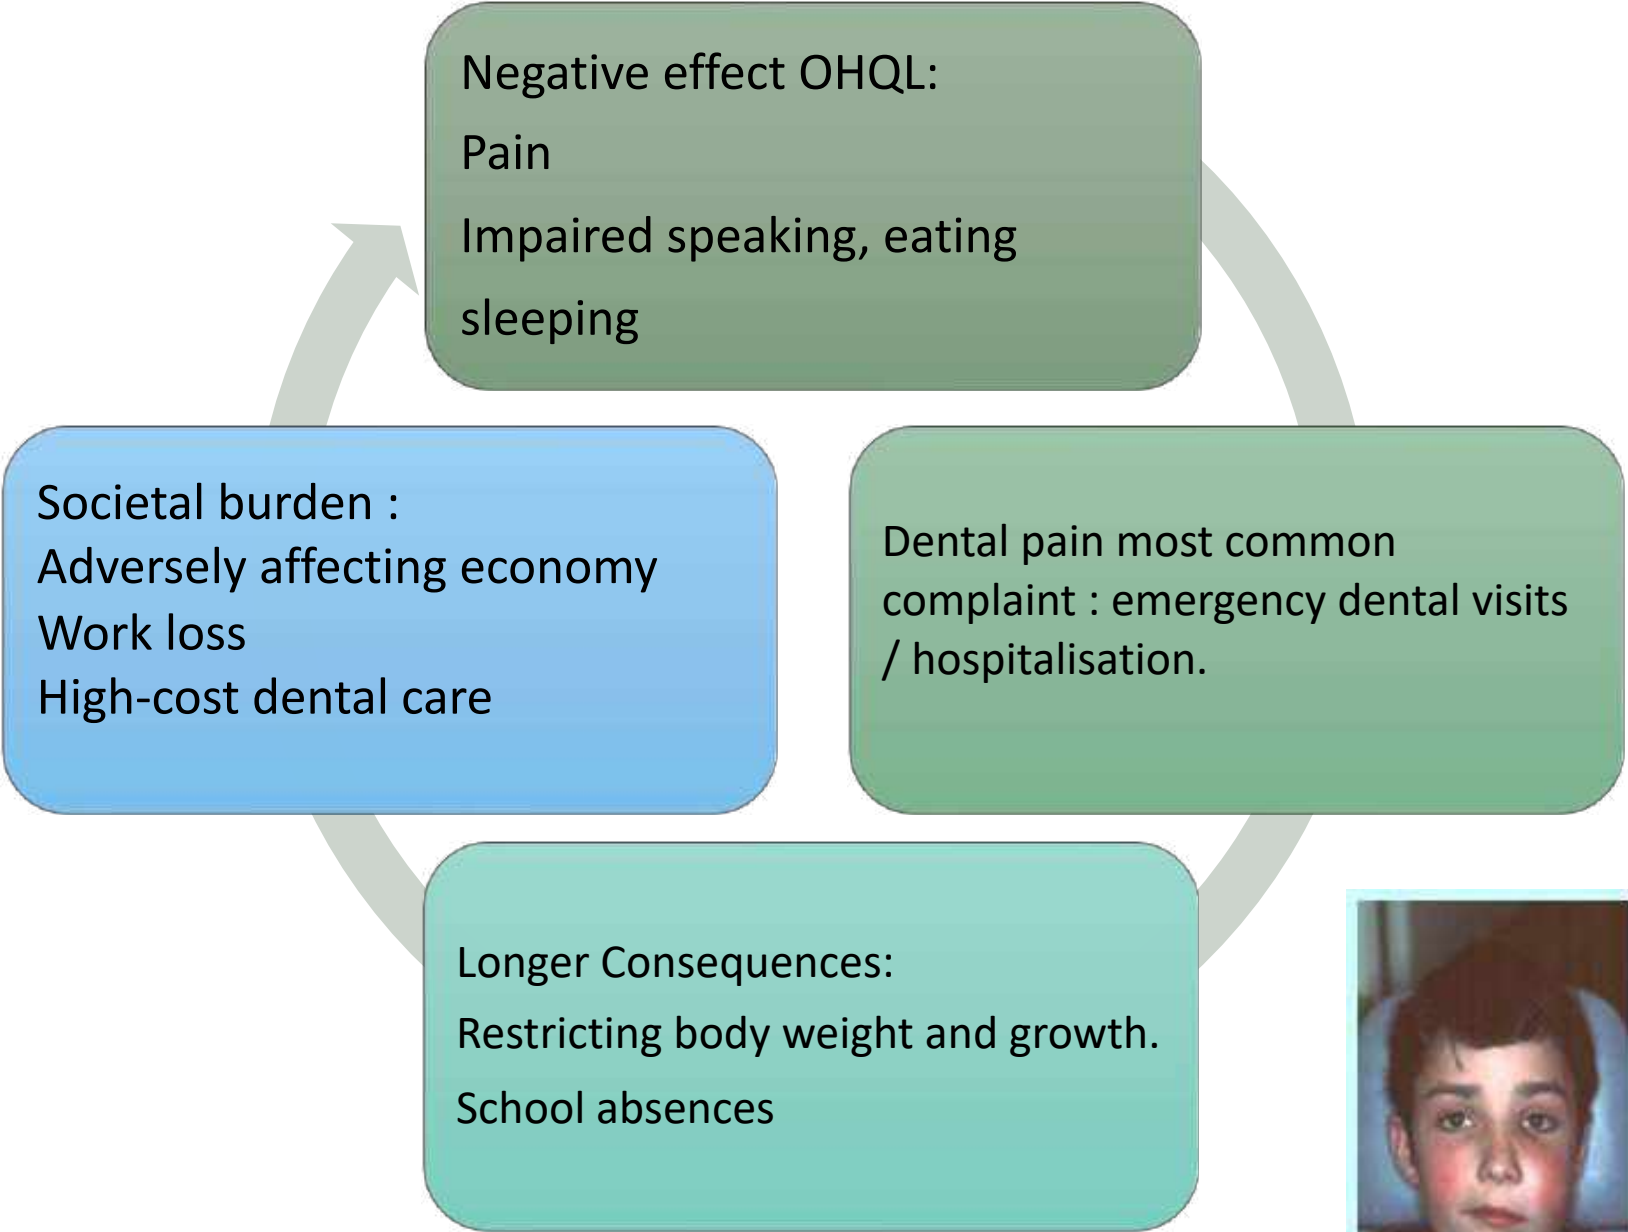 Negative effect OHQL:
Pain
Impaired speaking, eating
sleeping
Dental pain most common
complaint : emergency dental visits
/ hospitalisation.
Longer Consequences:
Restricting body weight and growth.
School absences
Societal burden :
Adversely affecting economy
Work loss
High-cost dental care